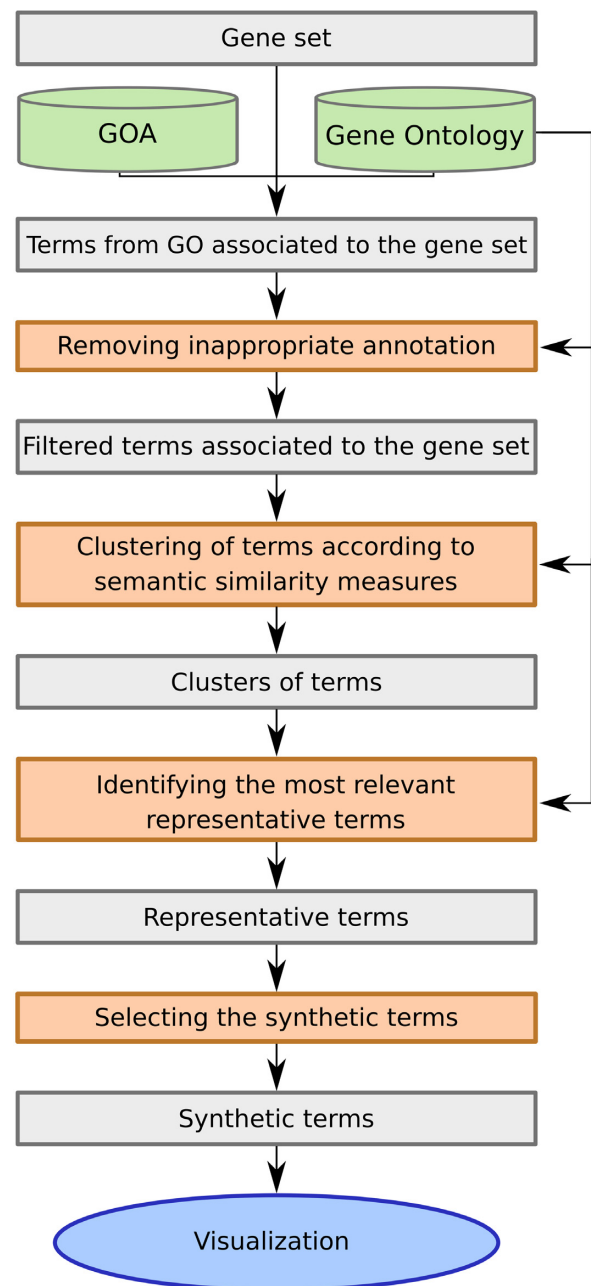 Gene set
GOA
Gene Ontology
Terms from GO associated to the gene set
Removing inappropriate annotation
Filtered terms associated to the gene set
Clustering of terms according to
semantic similarity measures
Clusters of terms
Identifying the most relevant
representative terms
Representative terms
Selecting the synthetic terms
Synthetic terms
Visualization